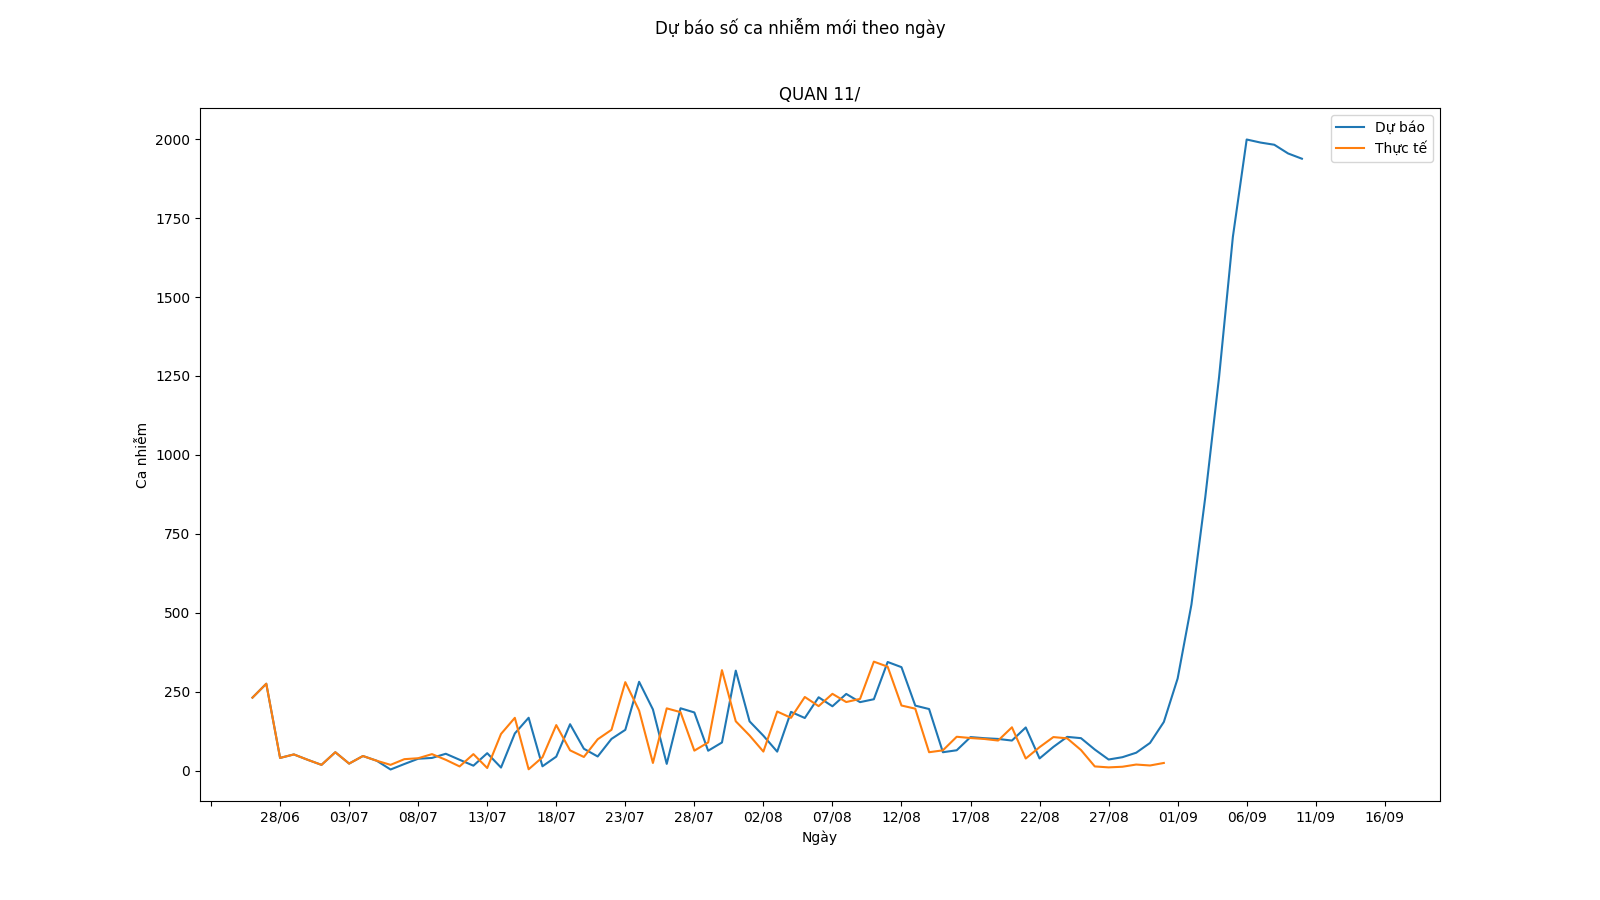 Dự báo số ca nhiễm mới theo ngày
QUAN 11/
Dự báo
Thực tế
2000
1750
1500
1250
1000
750
500
250
0
Ca nhiễm
28/06 03/07 08/07 13/07 18/07 23/07 28/07 02/08 07/08 12/08 17/08 22/08 27/08 01/09 06/09 11/09 16/09
Ngày